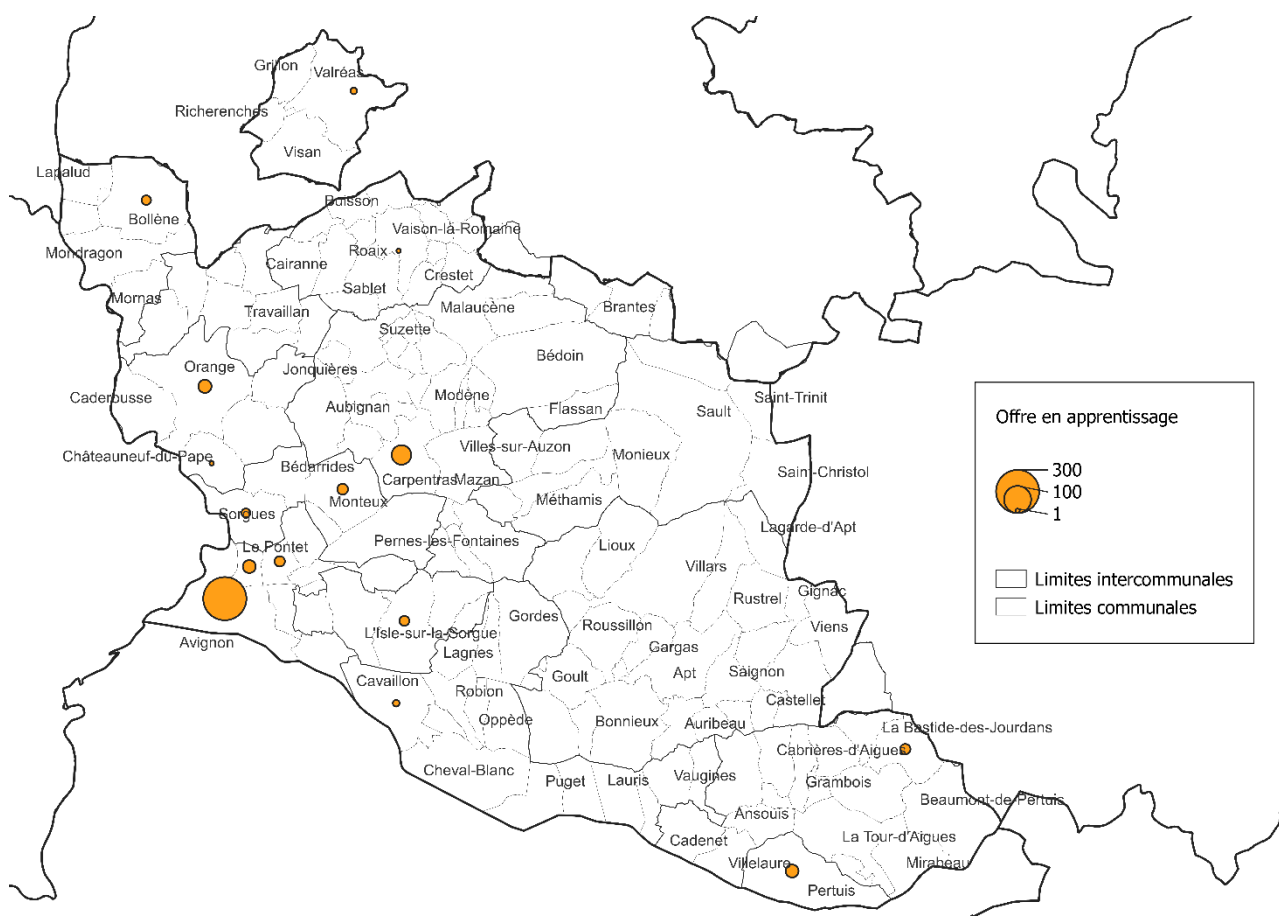 Grillon
Valréas
Richerenches
Visan
Lapalud
Bollène
Buisson
Vaison-la-Romaine
Mondragon
Roaix
Cairanne
Crestet
Sablet
Mornas
Travaillan
Malaucène
Brantes
Suzette
Bédoin
Orange
Jonquières
Caderousse
Modène
Aubignan
Flassan
Sault
Saint-Trinit
Châteauneuf-du-Pape
Villes-sur-Auzon
Monieux
Bédarrides
Carpentras
Mazan
Saint-Christol
Monteux
Méthamis
Sorgues
Lagarde-d'Apt
Le Pontet
Pernes-les-Fontaines
Lioux
Villars
Rustrel
Gignac
Gordes
Roussillon
Viens
L'Isle-sur-la-Sorgue
Avignon
Lagnes
Gargas
Goult
Apt
Saignon
Cavaillon
Robion
Castellet
Oppède
Bonnieux
Auribeau
La Bastide-des-Jourdans
Cabrières-d'Aigues
Cheval-Blanc
Puget
Lauris
Vaugines
Grambois
Beaumont-de-Pertuis
Ansouis
Cadenet
La Tour-d'Aigues
Villelaure
Mirabeau
Pertuis
Offre en apprentissage
300
100
1
Limites intercommunales
Limites communales